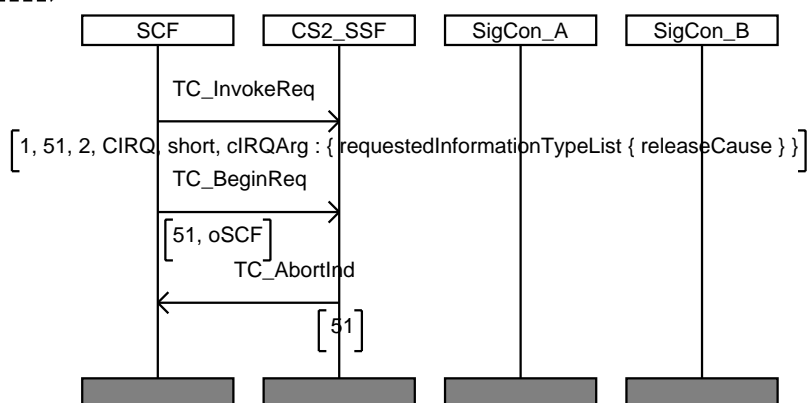 SCF CS2_SSF SigCon_A SigCon_B
TC_InvokeReq
[1, 51, 2, CIRQ, short, cIRQArg : { requestedInformationTypeList { releaseCause } }]
TC_BeginReq
[51, oSCF]
TC_AbortInd
[51]